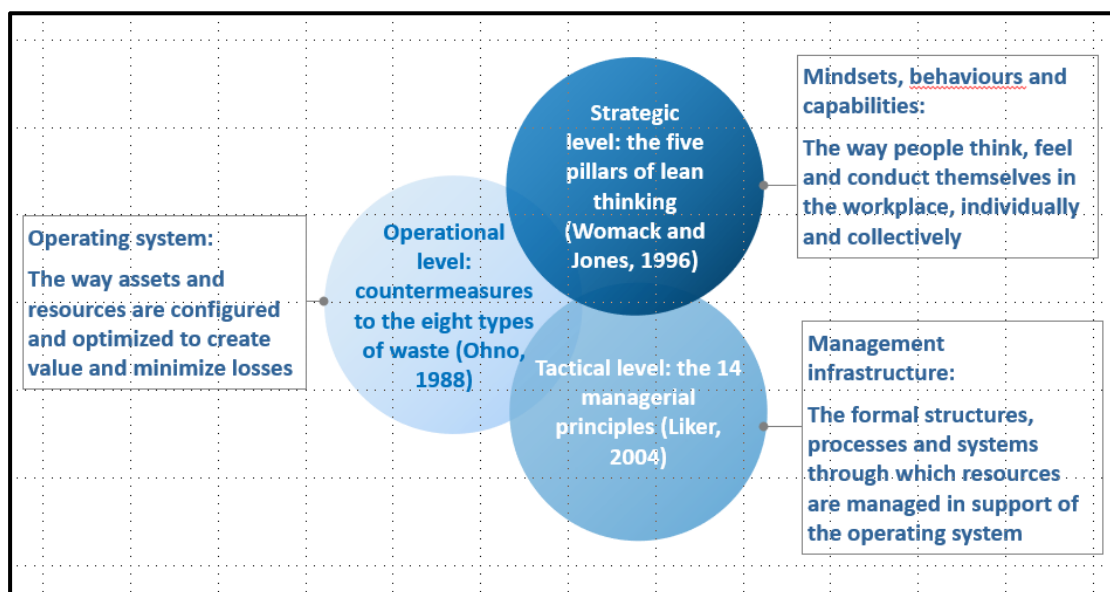 Operating system:
The way assets and
resources are configured
and optimized to create
value and minimize losses
Operational
level:
countermeasures
to the eight types
of waste (Ohno,
1988)
Strategic
level: the five
pillars of lean
thinking
(Womack and
Jones, 1996)
Tactical level: the 14
managerial
principles (Liker,
2004)
Mindsets, behaviours and
capabilities:
The way people think, feel
and conduct themselves in
the workplace, individually
and collectively
Management
infrastructure:
The formal structures,
processes and systems
through which resources
are managed in support of
the operating system